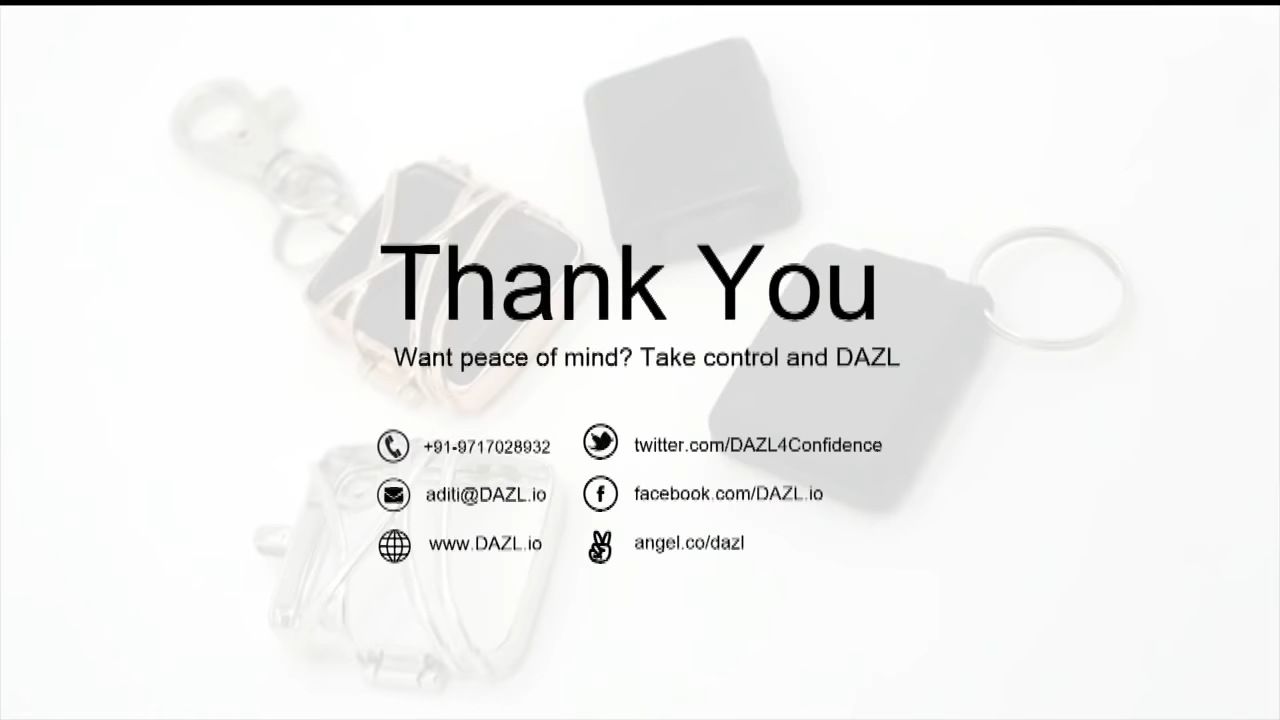 Thank You
Want peace of mind? Take control and DAZL
+91-9717028932
aditi@DAZL.io
www.DAZL.io
twitter.com/DAZL4Confidence
facebook.com/DAZL.io
angel.co/dazl